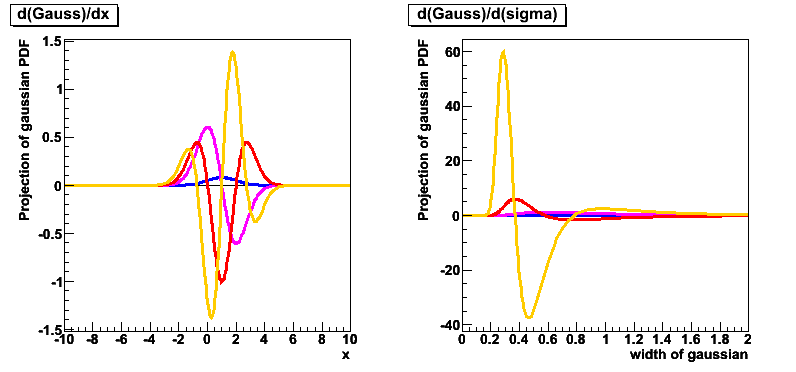 d(Gauss)/dx
Projection of gaussian PDF
1.5
1
0.5
0
-0.5
-1
-1.5
-10 -8 -6 -4 -2 0 2 4 6 8 10
x
d(Gauss)/d(sigma)
Projection of gaussian PDF
60
40
20
0
-20
-40
0 0.2 0.4 0.6 0.8 1 1.2 1.4 1.6 1.8 2
width of gaussian